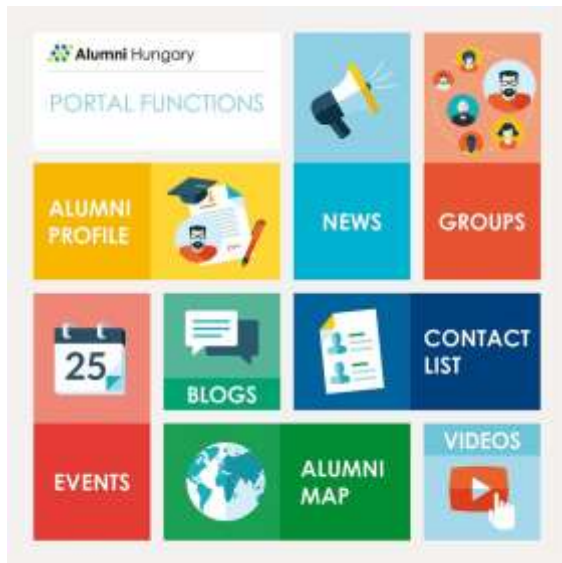 Alumni Hungary
PORTAL FUNCTIONS
ALUMNI
PROFILE
NEWS
GROUPS
25
BLOGS
CONTACT
LIST
EVENTS
ALUMNI
MAP
VIDEOS